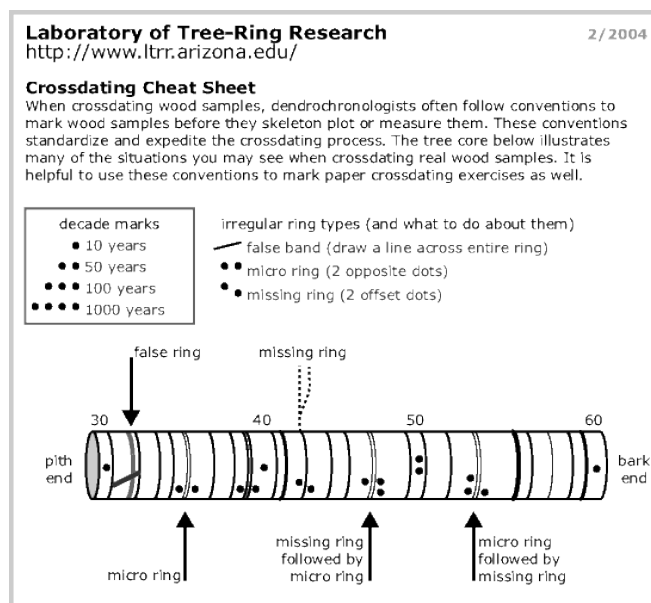 Laboratory of Tree-Ring Research 2/2004
http://www.ltrr.arizona.edu/
Crossdating Cheat Sheet
When crossdating wood samples, dendrochronologists often follow conventions to
mark wood samples before they skeleton plot or measure them. These conventions
standardize and expedite the crossdating process. The tree core below illustrates
many of the situations you may see when crossdating real wood samples. It is
helpful to use these conventions to mark paper crossdating exercises as well.
decade marks
10 years
50 years
100 years
1000 years
irregular ring types (and what to do about them)
false band (draw a line across entire ring)
micro ring (2 opposite dots)
missing ring (2 offset dots)
false ring missing ring
30 40 50 60
pith
end
bark
end
micro ring
missing ring
followed by
micro ring
micro ring
followed by
missing ring